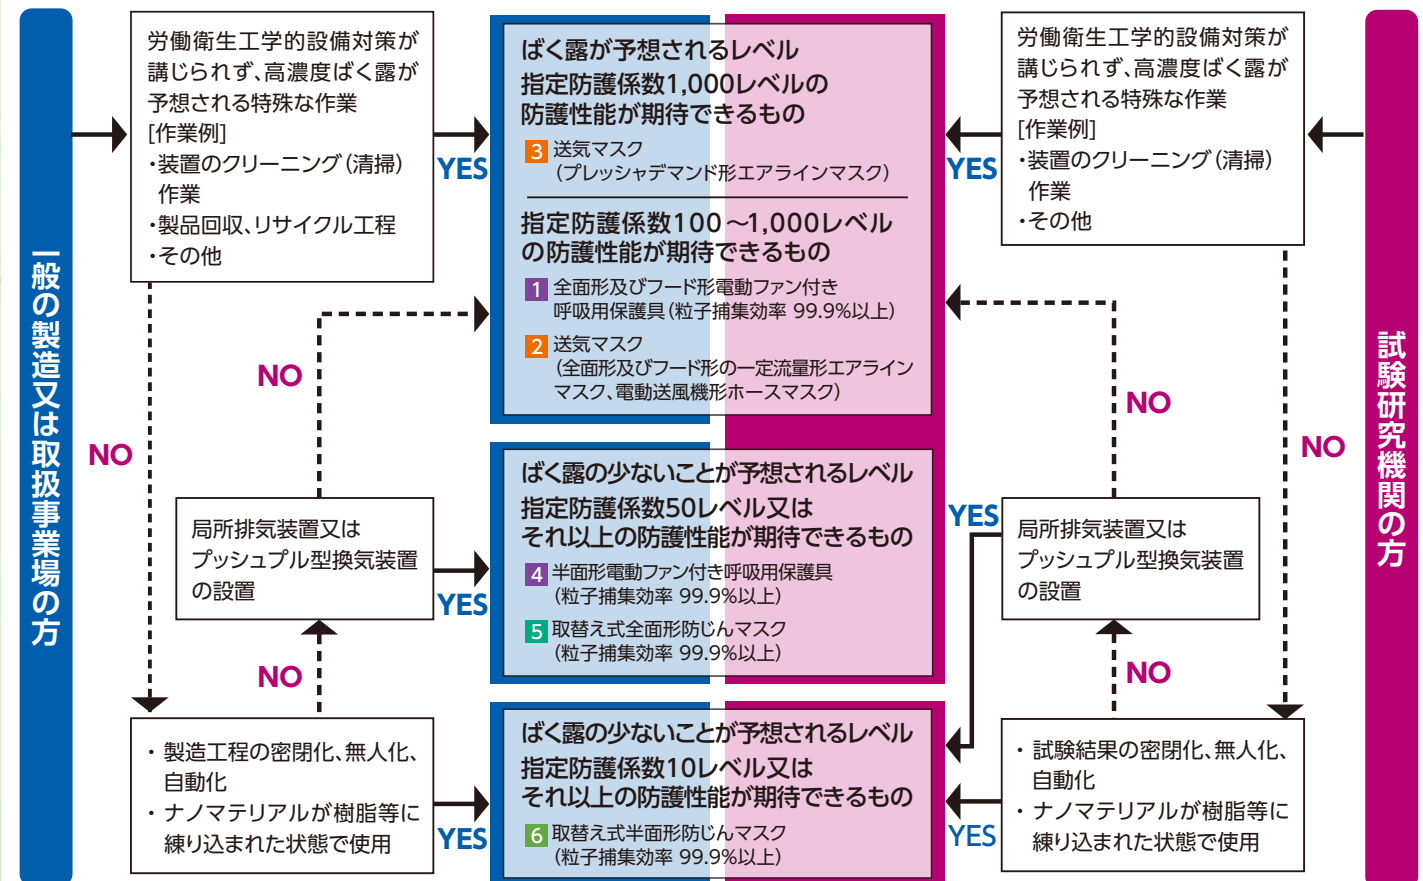 一般の製造又は取扱事業場の方
労働衛生工学的設備対策が
講じられず、高濃度ばく露が
予想される特殊な作業
[作業例]
・装置のクリーニング(清掃)
作業
・製品回収、リサイクル工程
・その他
YES
NO
NO
局所排気装置又は
プッシュプル型換気装置
の設置
YES
NO
・ 製造工程の密閉化、無人化、
自動化
・ ナノマテリアルが樹脂等に
練り込まれた状態で使用
YES
ばく露が予想されるレベル
指定防護係数1,000レベルの
防護性能が期待できるもの
3 送気マスク
(プレッシャデマンド形エアラインマスク)
指定防護係数100~1,000レベル
の防護性能が期待できるもの
1 全面形及びフード形電動ファン付き
呼吸用保護具(粒子捕集効率 99.9%以上)
2 送気マスク
(全面形及びフード形の一定流量形エアライン
マスク、電動送風機形ホースマスク)
ばく露の少ないことが予想されるレベル
指定防護係数50レベル又は
それ以上の防護性能が期待できるもの
4 半面形電動ファン付き呼吸用保護具
(粒子捕集効率 99.9%以上)
5 取替え式全面形防じんマスク
(粒子捕集効率 99.9%以上)
ばく露の少ないことが予想されるレベル
指定防護係数10レベル又は
それ以上の防護性能が期待できるもの
6 取替え式半面形防じんマスク
(粒子捕集効率 99.9%以上)
労働衛生工学的設備対策が
講じられず、高濃度ばく露が
予想される特殊な作業
[作業例]
・装置のクリーニング(清掃)
作業
・その他
YES
NO
NO
YES
局所排気装置又は
プッシュプル型換気装置
の設置
NO
・ 試験結果の密閉化、無人化、
自動化
・ ナノマテリアルが樹脂等に
練り込まれた状態で使用
YES
試験研究機関の方